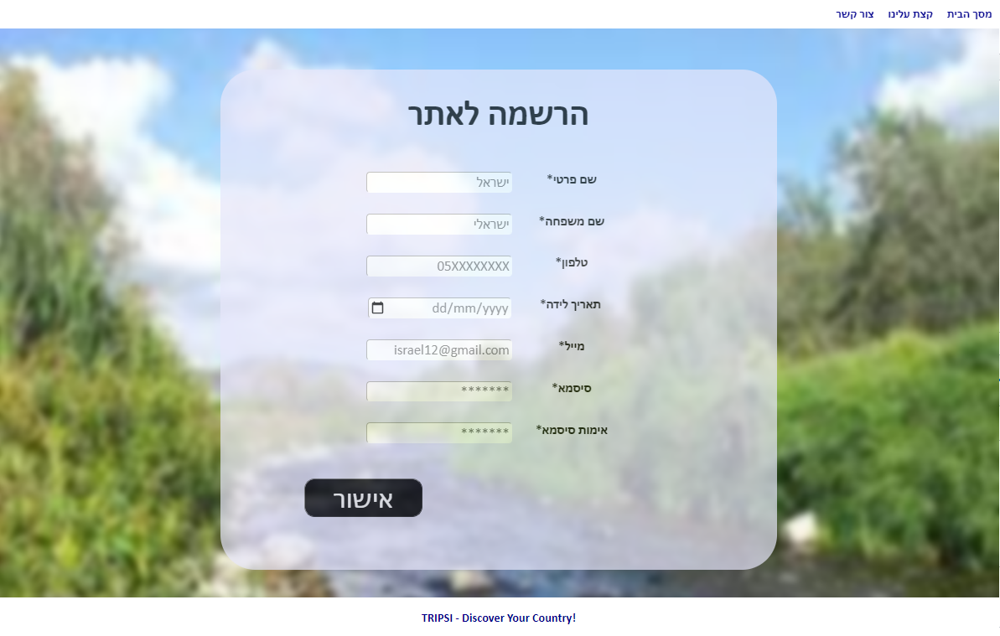 מסך הבית קצת עלינו צור קשר
הרשמה לאתר
שם פרטי* ישראל
שם משפחה* ישראלי
טלפון* 05XXXXXXXX
תאריך לידה* dd/mm/yyyy
מייל* israel12@gmail.com
סיסמא* *******
אימות סיסמא* *******
אישור
TRIPSI - Discover Your Country!